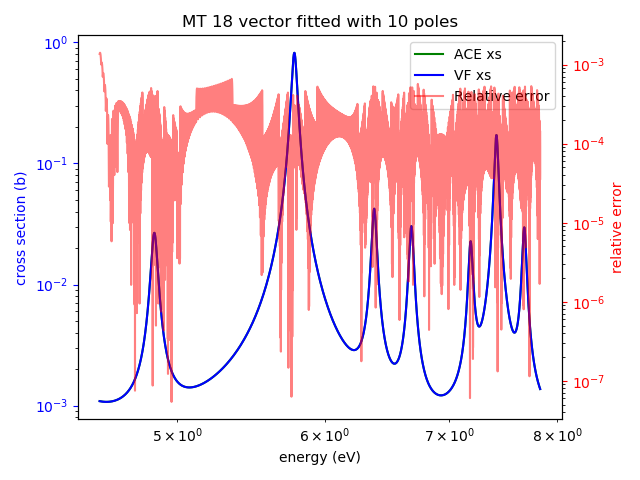 MT 18 vector fitted with 10 poles
ACE xs
VF xs
Relative error
cross section (b)
10⁰
10⁻¹
10⁻²
10⁻³
relative error
10⁻³
10⁻⁴
10⁻⁵
10⁻⁶
10⁻⁷
5 × 10⁰ 6 × 10⁰ 7 × 10⁰ 8 × 10⁰
energy (eV)